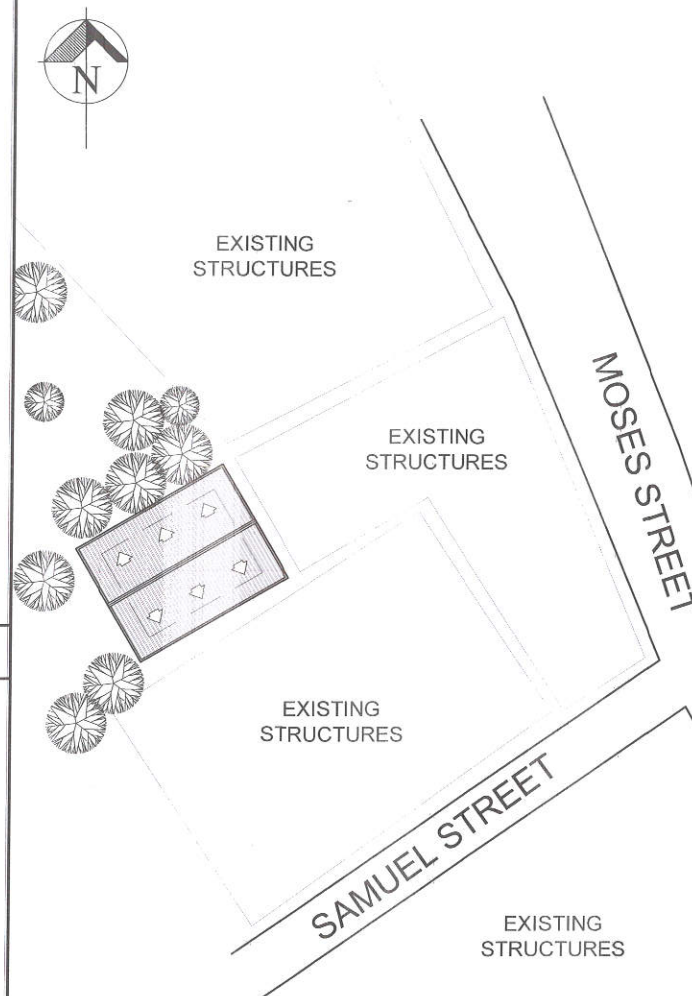 N
EXISTING
STRUCTURES
MOSES STREET
EXISTING
STRUCTURES
EXISTING
STRUCTURES
SAMUEL STREET
EXISTING
STRUCTURES